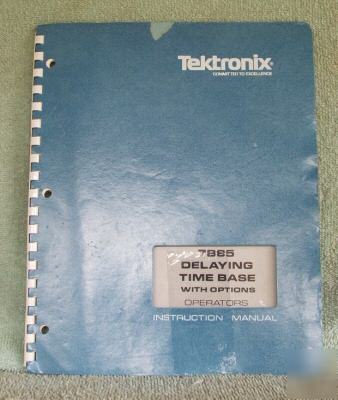 Tektronix
COMMITTED TO EXCELLENCE
7B85
DELAYING
TIME BASE
WITH OPTIONS
OPERATORS
INSTRUCTION MANUAL